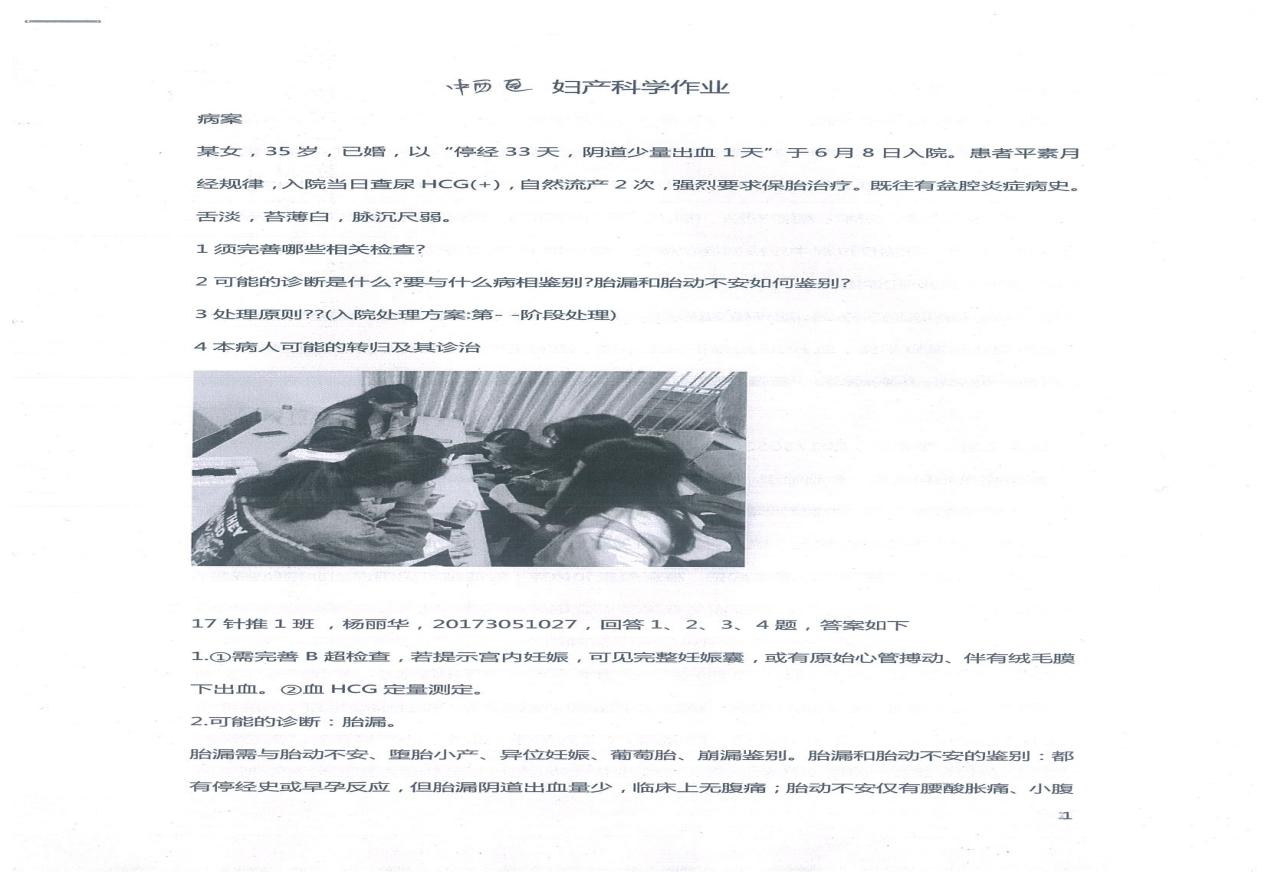 中西医 妇产科学作业
病案
某女，35 岁，已婚，以“停经 33 天，阴道少量出血 1 天”于 6 月 8 日入院。患者平素月
经规律，入院当日查尿 HCG(+)，自然流产 2 次，强烈要求保胎治疗。既往有盆腔炎症病史。
舌淡，苔薄白，脉沉尺弱。
1 须完善哪些相关检查?
2 可能的诊断是什么?要与什么病相鉴别?胎漏和胎动不安如何鉴别?
3 处理原则??(入院处理方案:第- -阶段处理)
4 本病人可能的转归及其诊治
THEY
17 针推 1 班 ，杨丽华，20173051027，回答 1、2、3、4 题，答案如下
1.①需完善 B 超检查，若提示宫内妊娠，可见完整妊娠囊，或有原始心管搏动、伴有绒毛膜
下出血。②血 HCG 定量测定。
2.可能的诊断：胎漏。
胎漏需与胎动不安、堕胎小产、异位妊娠、葡萄胎、崩漏鉴别。胎漏和胎动不安的鉴别：都
有停经史或早孕反应，但胎漏阴道出血量少，临床上无腹痛；胎动不安仅有腰酸胀痛、小腹